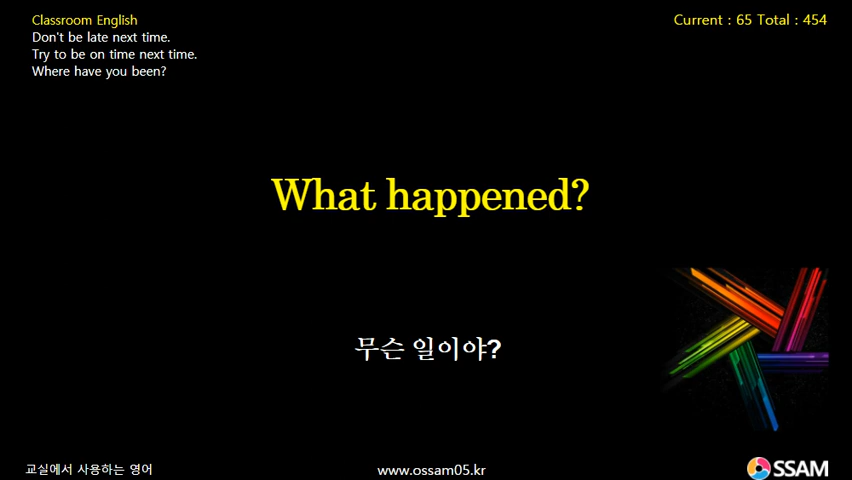 Classroom English
Don't be late next time.
Try to be on time next time.
Where have you been?
Current : 65 Total : 454
What happened?
무슨 일이야?
교실에서 사용하는 영어
www.ossam05.kr
SSAM